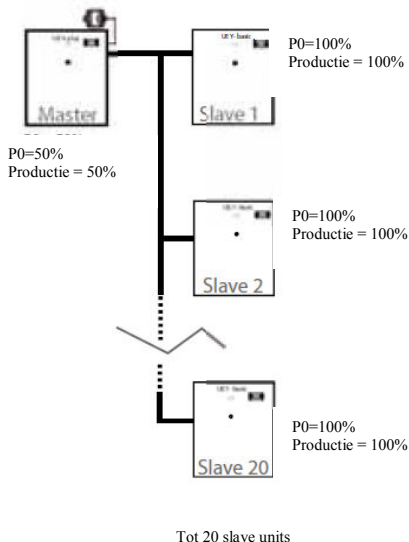 P0=100%
Productie = 100%
Master
Slave 1
P0=50%
Productie = 50%
P0=100%
Productie = 100%
Slave 2
P0=100%
Productie = 100%
Slave 20
Tot 20 slave units